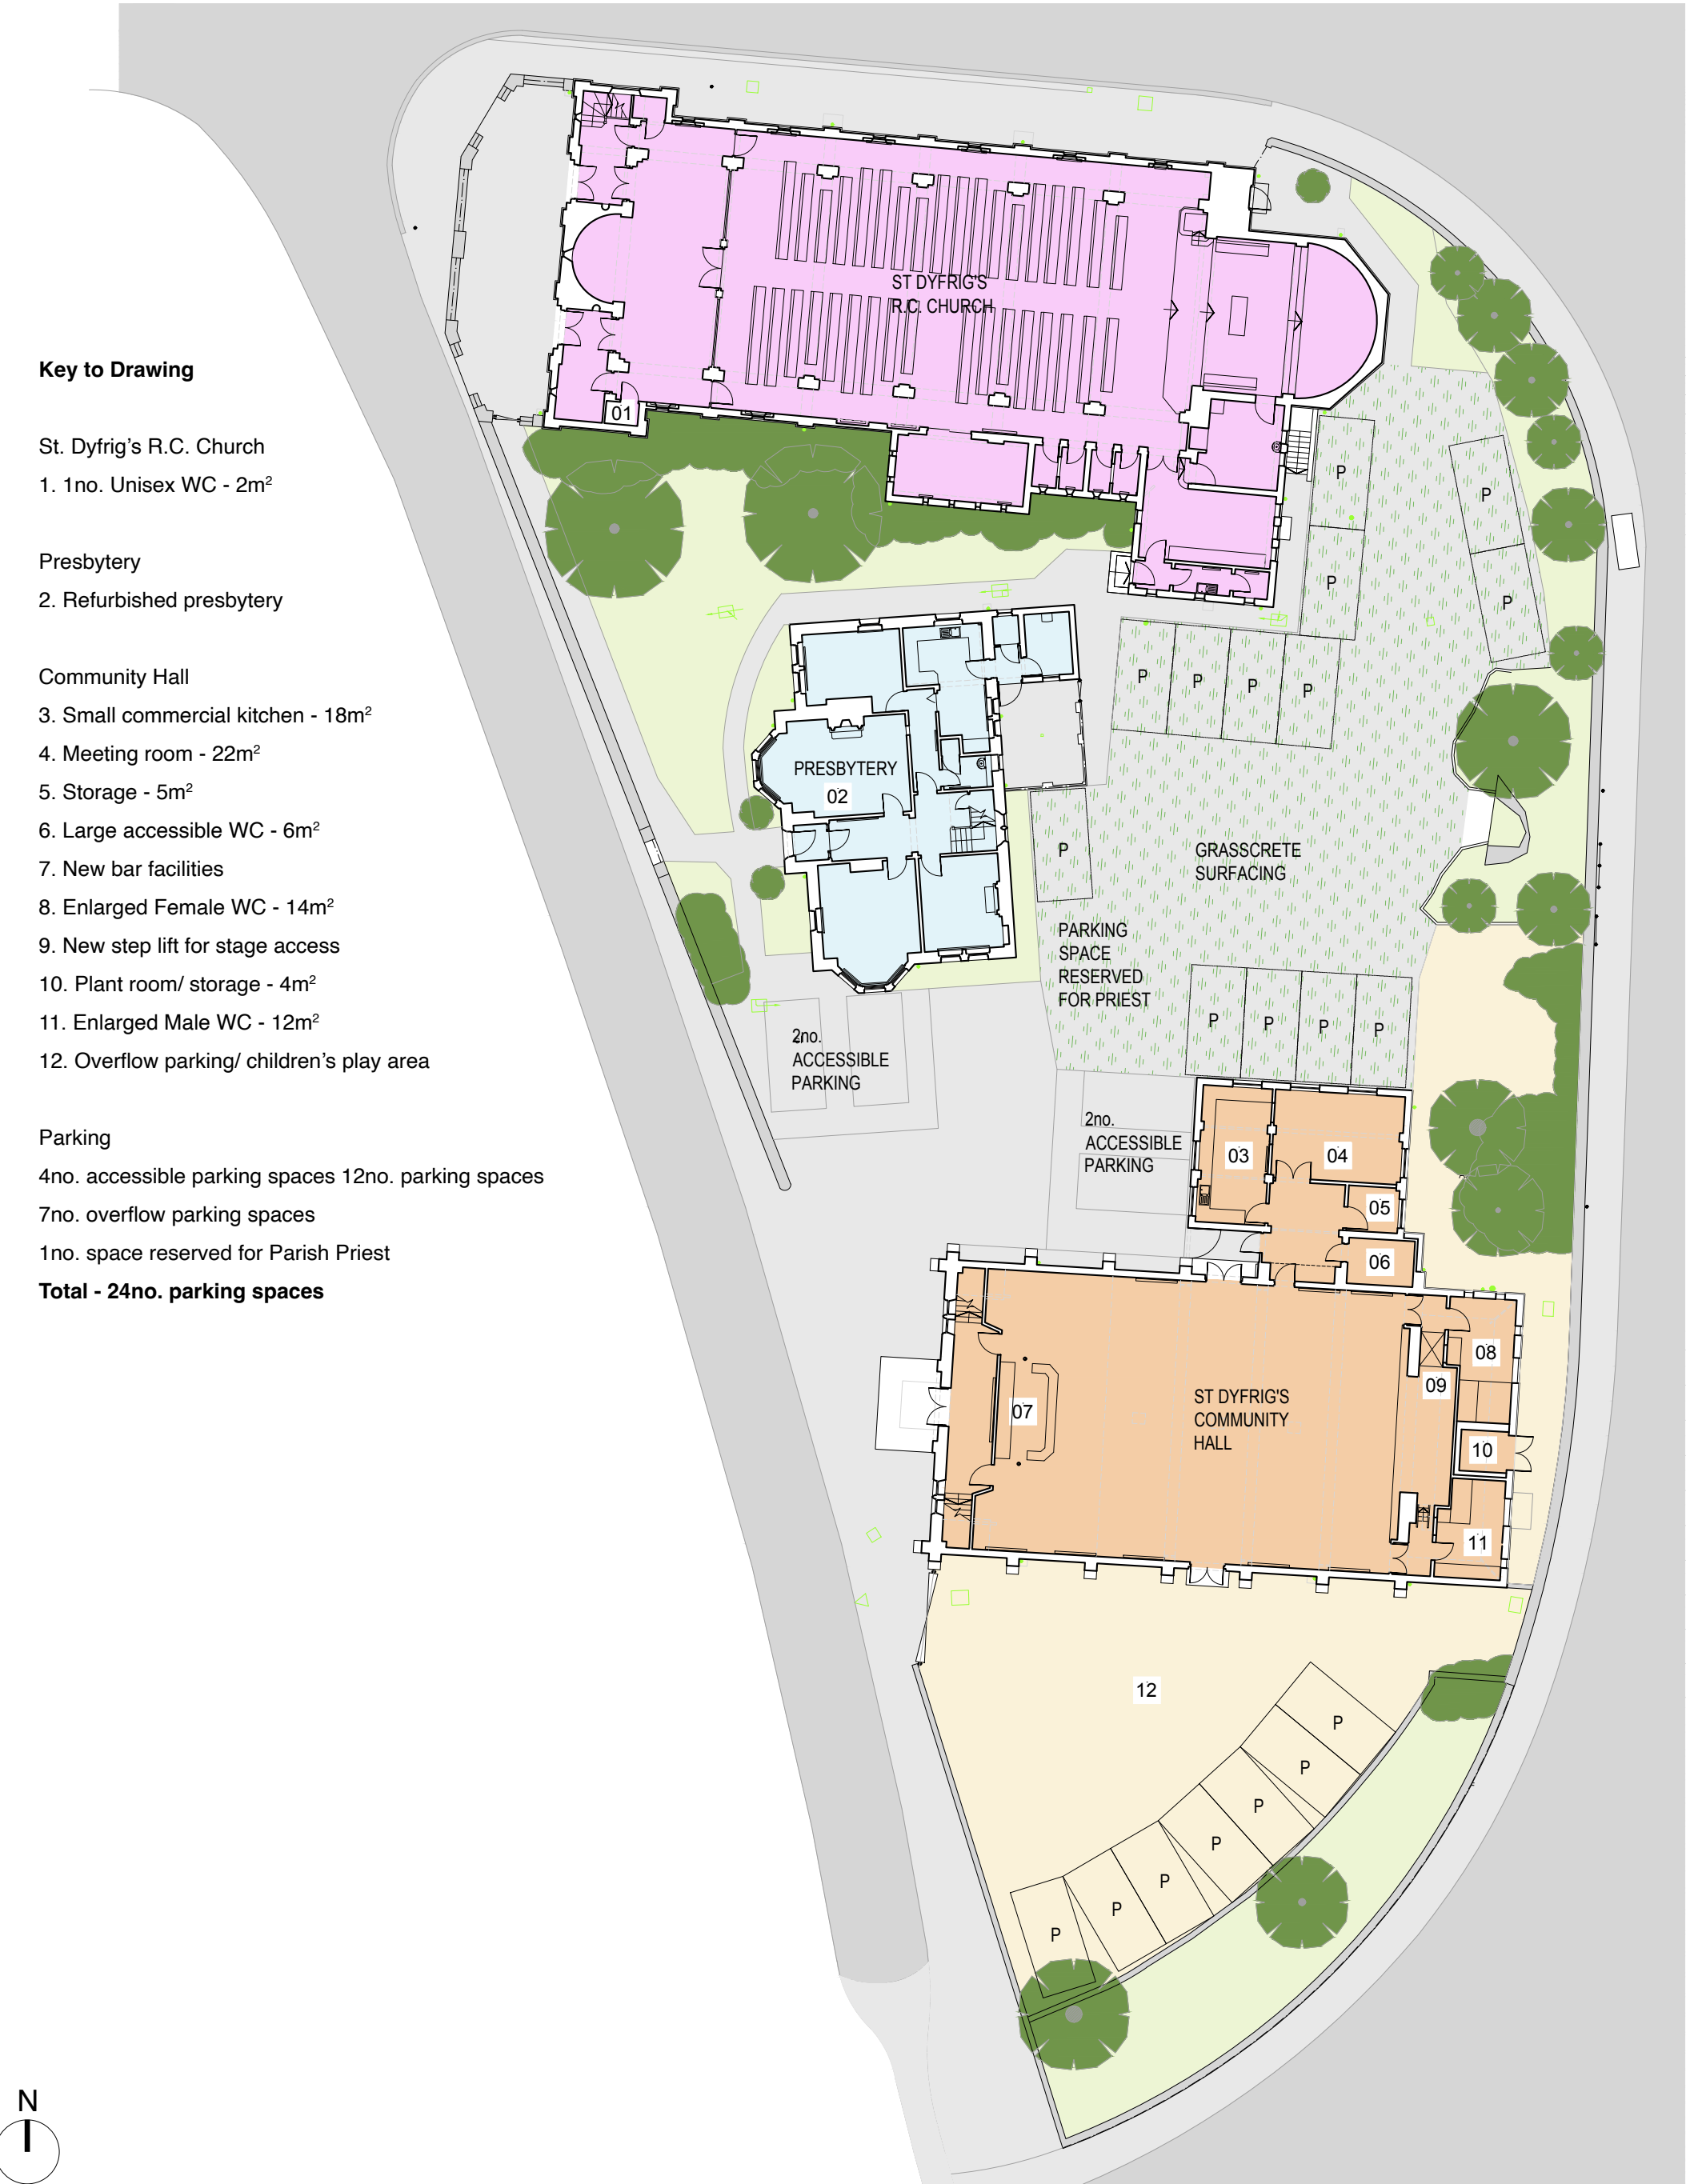 Key to Drawing
St. Dyfrig’s R.C. Church
1. 1no. Unisex WC - 2m²
Presbytery
2. Refurbished presbytery
Community Hall
3. Small commercial kitchen - 18m²
4. Meeting room - 22m²
5. Storage - 5m²
6. Large accessible WC - 6m²
7. New bar facilities
8. Enlarged Female WC - 14m²
9. New step lift for stage access
10. Plant room/ storage - 4m²
11. Enlarged Male WC - 12m²
12. Overflow parking/ children’s play area
Parking
4no. accessible parking spaces 12no. parking spaces
7no. overflow parking spaces
1no. space reserved for Parish Priest
Total - 24no. parking spaces
N
ST DYFRIG'S
R.C. CHURCH
01
P
P
P
P
P
P
P
P
PRESBYTERY
02
P
GRASSCRETE
SURFACING
PARKING
SPACE
RESERVED
FOR PRIEST
P
P
P
P
2no.
ACCESSIBLE
PARKING
2no.
ACCESSIBLE
PARKING
03
04
05
06
07
ST DYFRIG'S
COMMUNITY
HALL
08
09
10
11
12
P
P
P
P
P
P
P